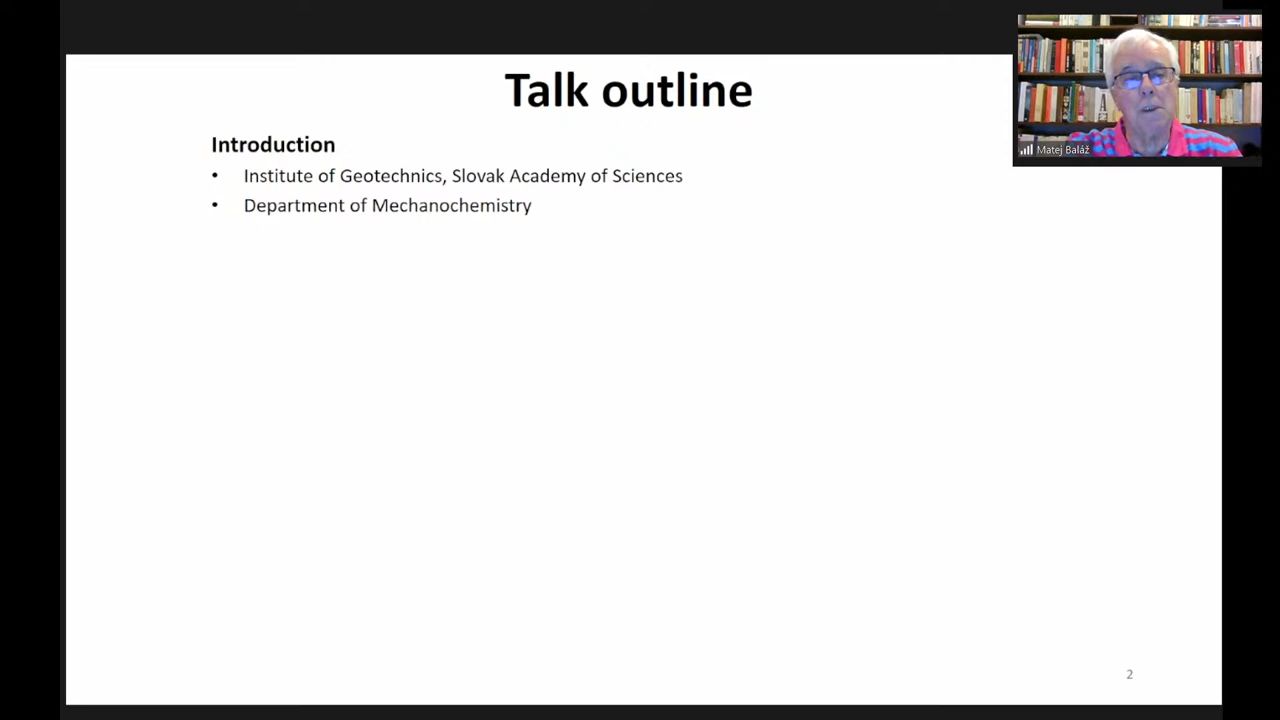 Talk outline
Introduction
• Institute of Geotechnics, Slovak Academy of Sciences
• Department of Mechanochemistry
Matej Baláž
2